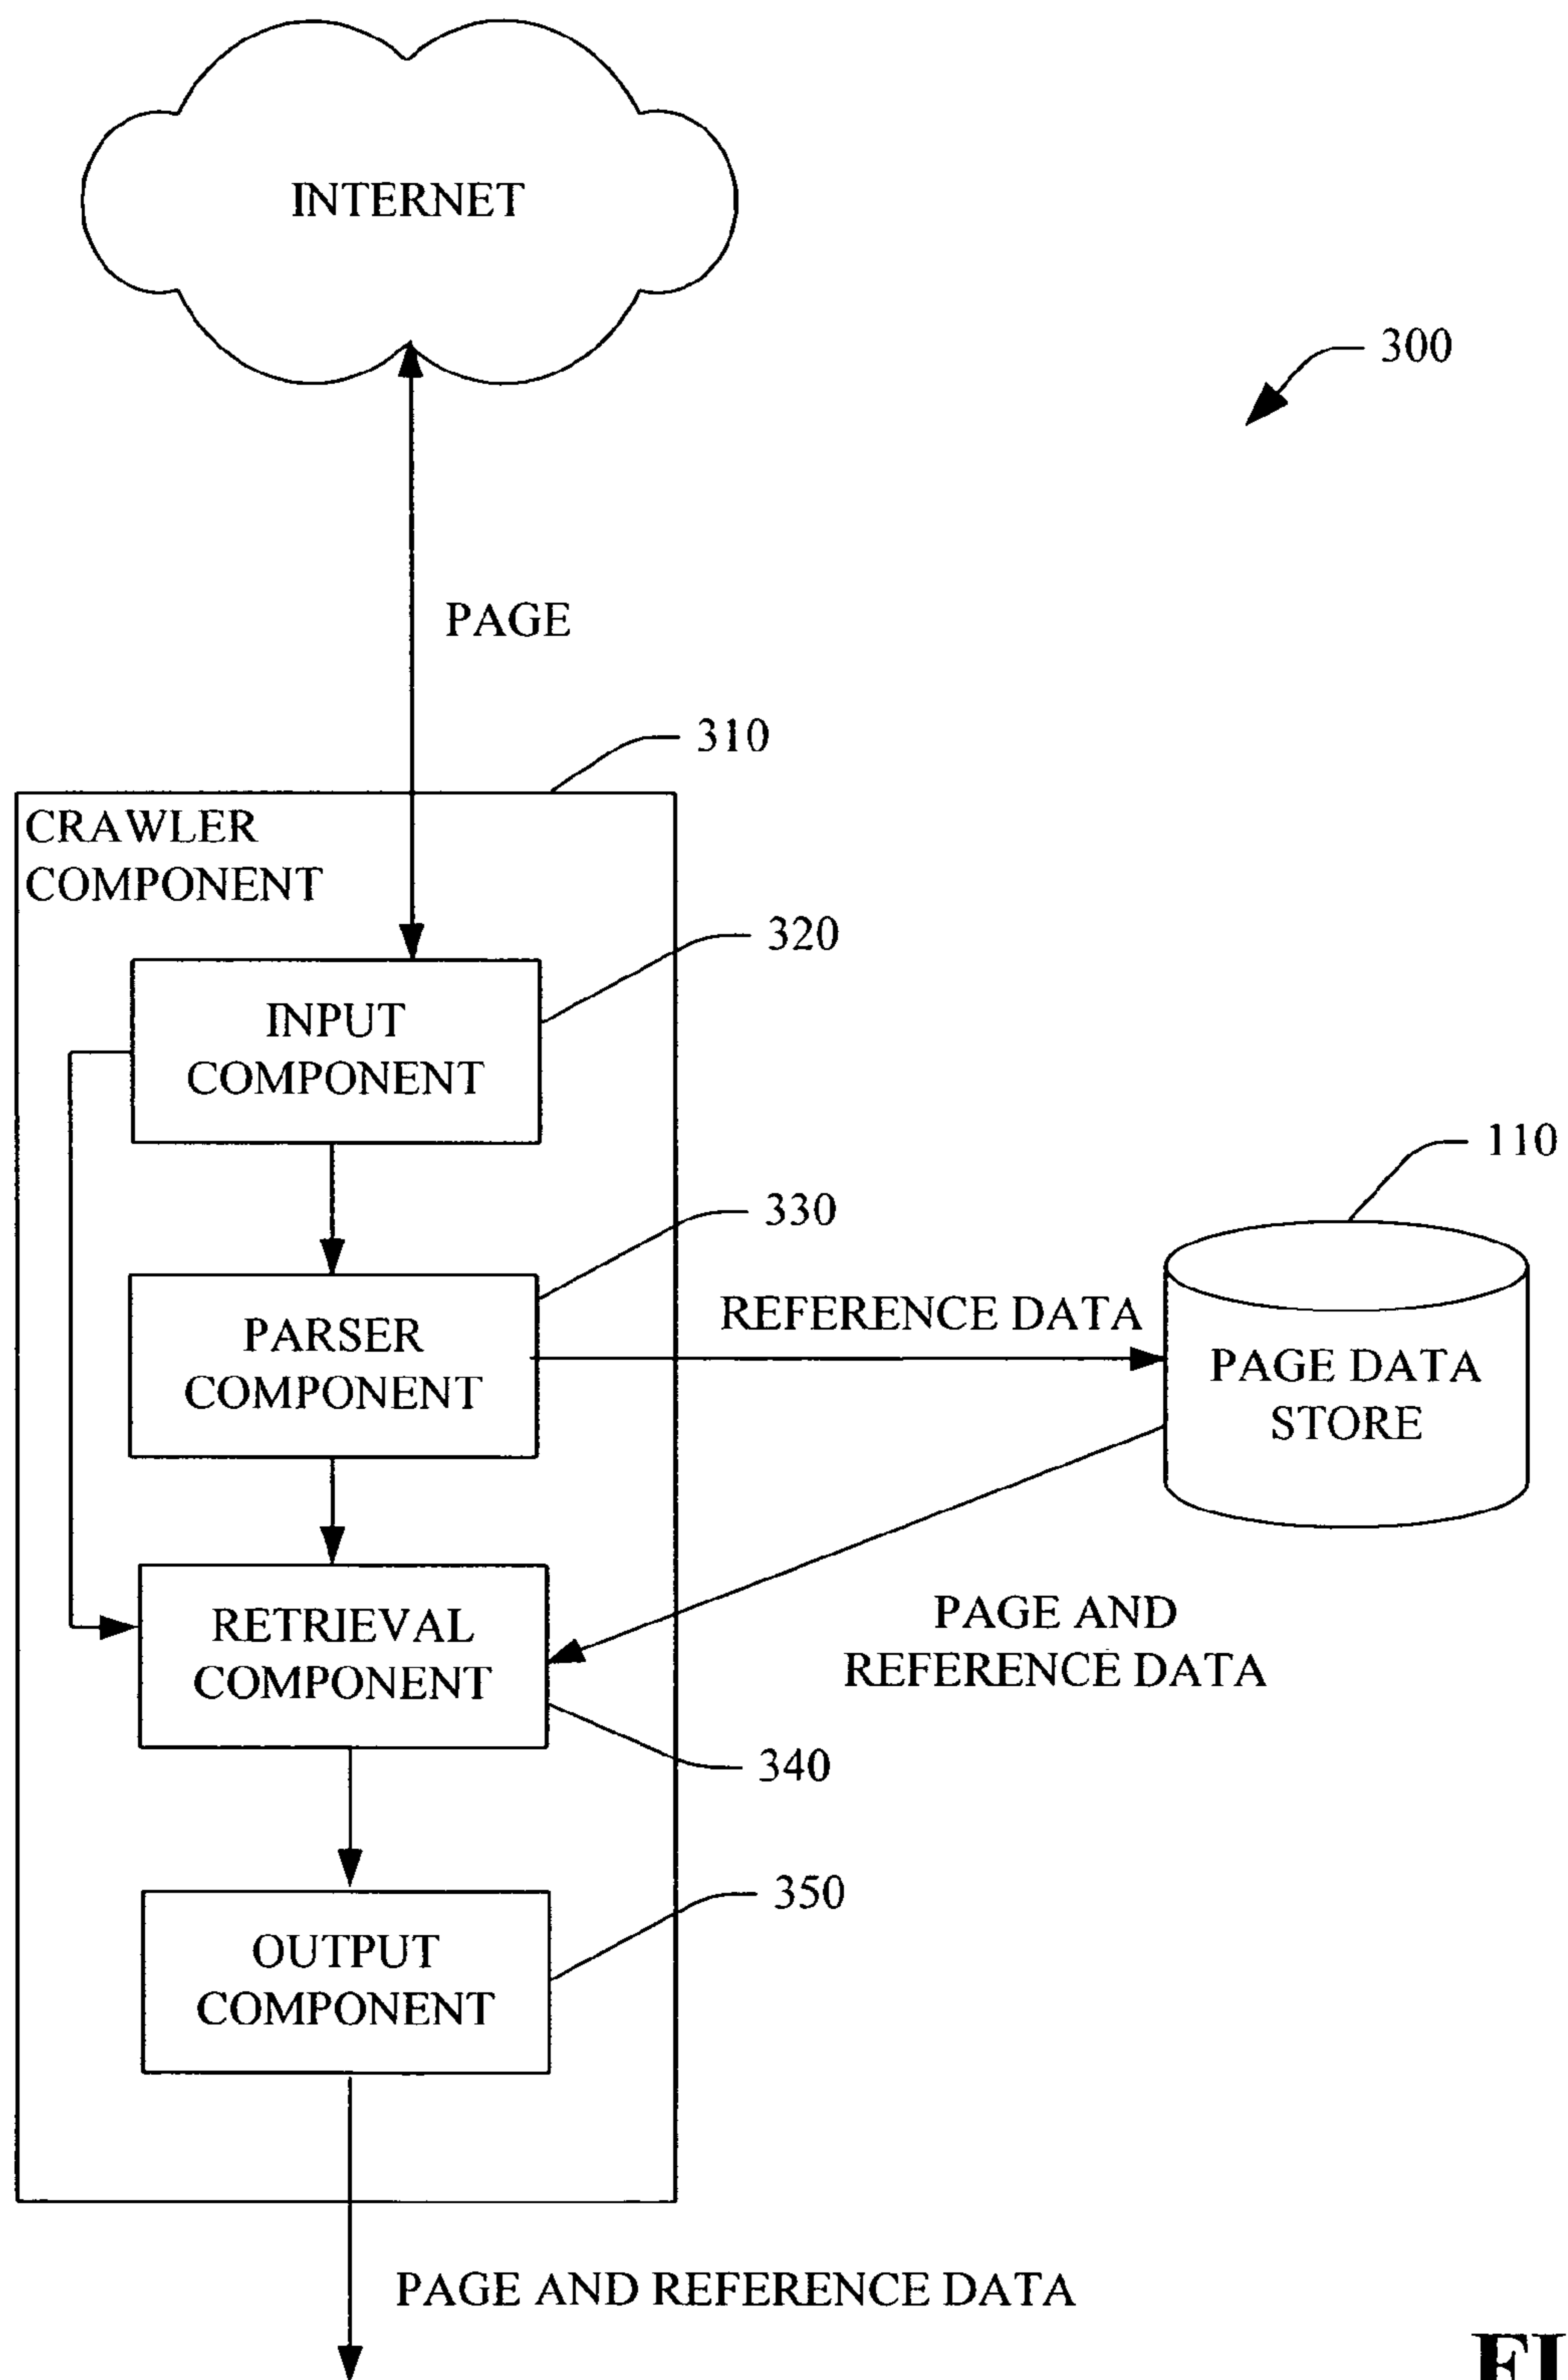 INTERNET
300
PAGE
310
CRAWLER
COMPONENT
320
INPUT
COMPONENT
110
330
PARSER
COMPONENT
REFERENCE DATA
PAGE DATA
STORE
RETRIEVAL
COMPONENT
PAGE AND
REFERENCE DATA
340
350
OUTPUT
COMPONENT
PAGE AND REFERENCE DATA